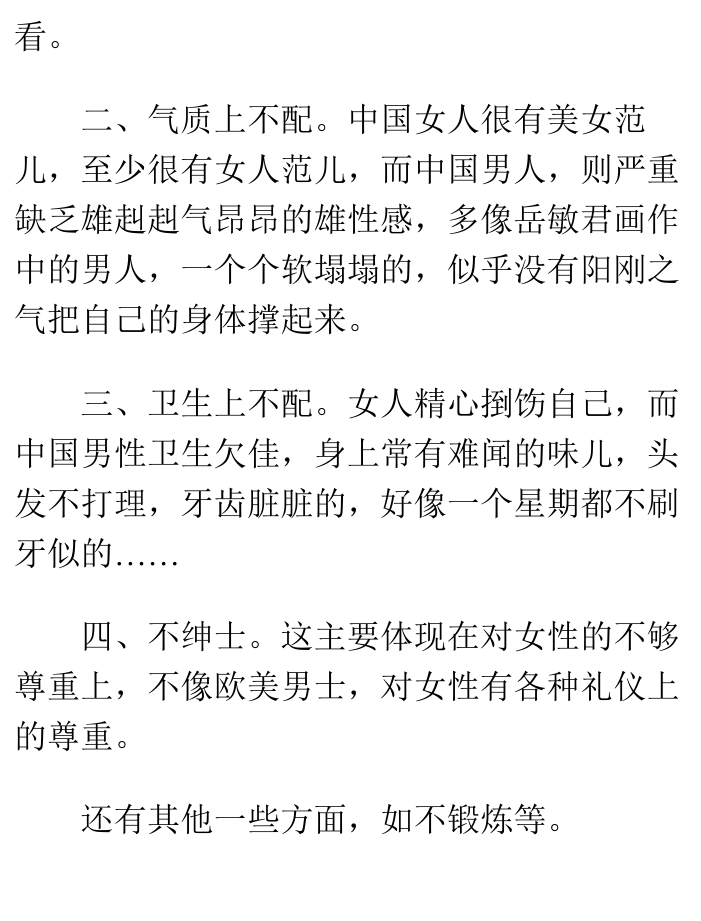 看。
二、气质上不配。中国女人很有美女范
儿，至少很有女人范儿，而中国男人，则严重
缺乏雄赳赳气昂昂的雄性感，多像岳敏君画作
中的男人，一个个软塌塌的，似乎没有阳刚之
气把自己的身体撑起来。
三、卫生上不配。女人精心捯饬自己，而
中国男性卫生欠佳，身上常有难闻的味儿，头
发不打理，牙齿脏脏的，好像一个星期都不刷
牙似的……
四、不绅士。这主要体现在对女性的不够
尊重上，不像欧美男士，对女性有各种礼仪上
的尊重。
还有其他一些方面，如不锻炼等。